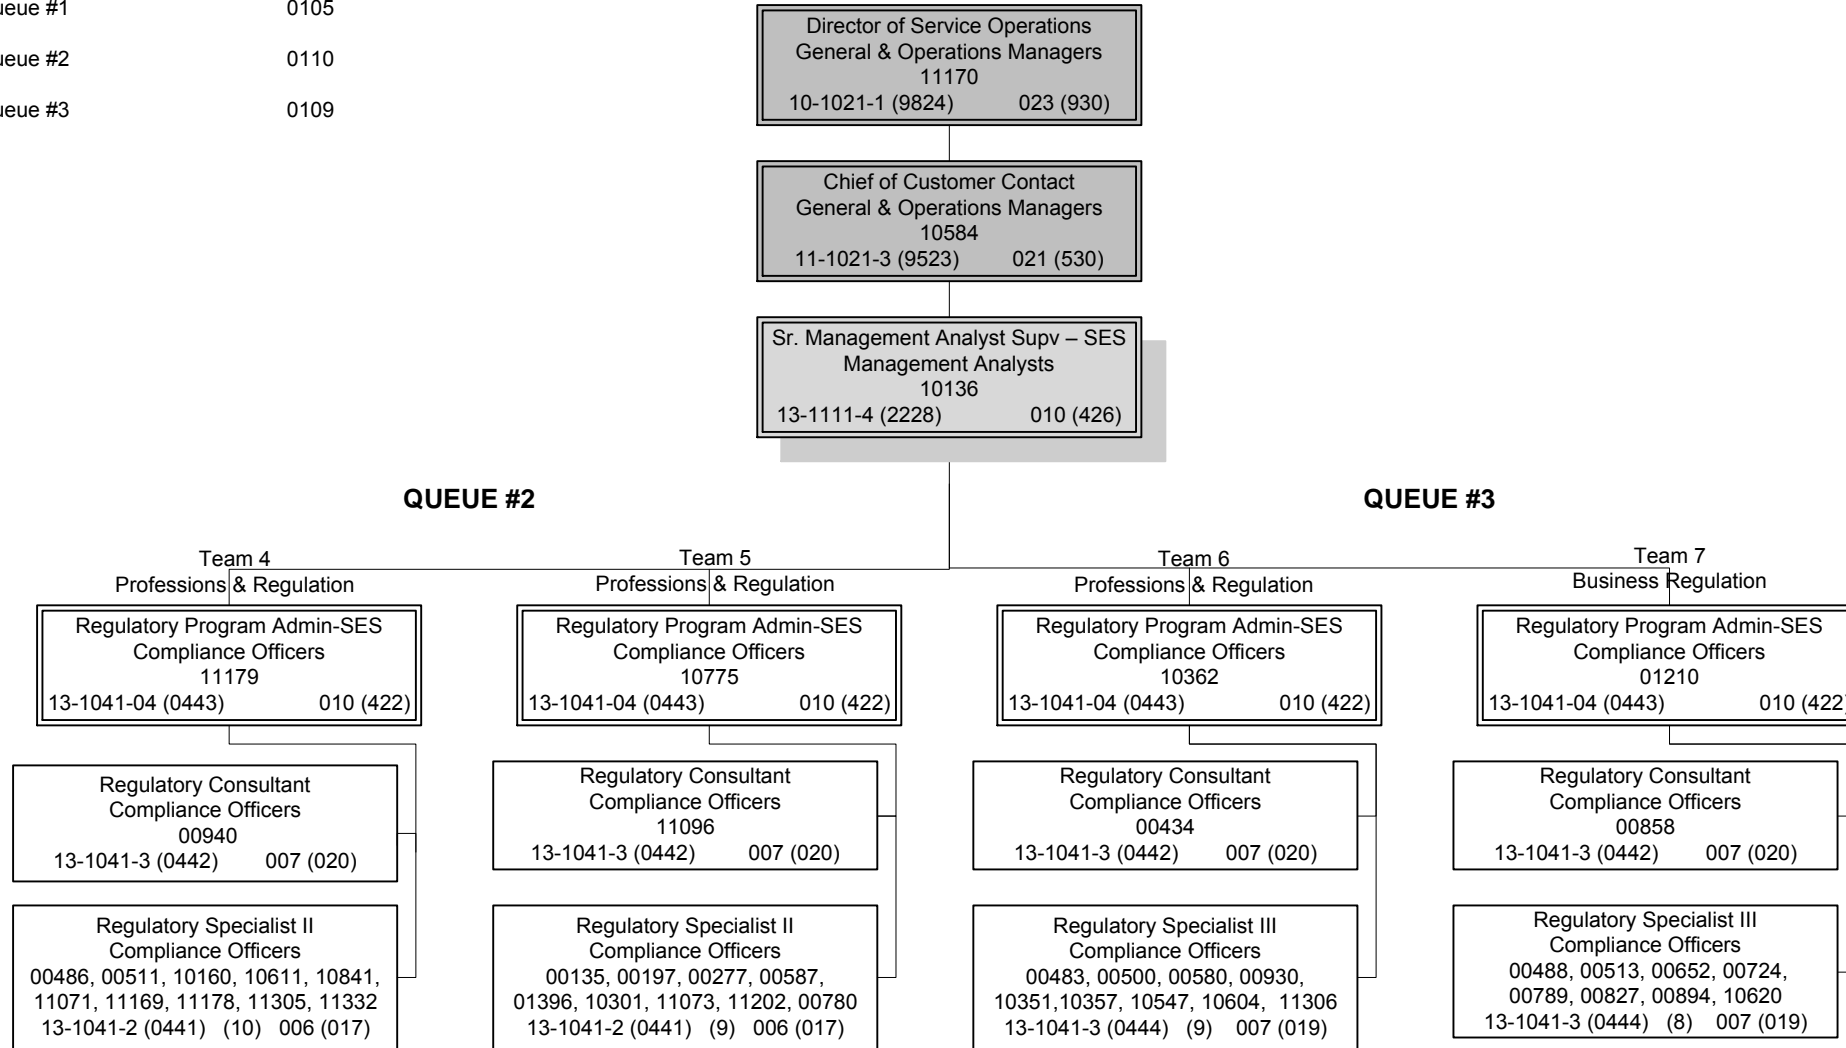 ueue #1 0105
ueue #2 0110
ueue #3 0109
Director of Service Operations
General & Operations Managers
11170
10-1021-1 (9824) 023 (930)
Chief of Customer Contact
General & Operations Managers
10584
11-1021-3 (9523) 021 (530)
Sr. Management Analyst Supv – SES
Management Analysts
10136
13-1111-4 (2228) 010 (426)
QUEUE #2
QUEUE #3
Team 4
Professions & Regulation
Regulatory Program Admin-SES
Compliance Officers
11179
13-1041-04 (0443) 010 (422)
Regulatory Consultant
Compliance Officers
00940
13-1041-3 (0442) 007 (020)
Regulatory Specialist II
Compliance Officers
00486, 00511, 10160, 10611, 10841,
11071, 11169, 11178, 11305, 11332
13-1041-2 (0441) (10) 006 (017)
Team 5
Professions & Regulation
Regulatory Program Admin-SES
Compliance Officers
10775
13-1041-04 (0443) 010 (422)
Regulatory Consultant
Compliance Officers
11096
13-1041-3 (0442) 007 (020)
Regulatory Specialist II
Compliance Officers
00135, 00197, 00277, 00587,
01396, 10301, 11073, 11202, 00780
13-1041-2 (0441) (9) 006 (017)
Team 6
Professions & Regulation
Regulatory Program Admin-SES
Compliance Officers
10362
13-1041-04 (0443) 010 (422)
Regulatory Consultant
Compliance Officers
00434
13-1041-3 (0442) 007 (020)
Regulatory Specialist III
Compliance Officers
00483, 00500, 00580, 00930,
10351,10357, 10547, 10604, 11306
13-1041-3 (0444) (9) 007 (019)
Team 7
Business Regulation
Regulatory Program Admin-SES
Compliance Officers
01210
13-1041-04 (0443) 010 (422)
Regulatory Consultant
Compliance Officers
00858
13-1041-3 (0442) 007 (020)
Regulatory Specialist III
Compliance Officers
00488, 00513, 00652, 00724,
00789, 00827, 00894, 10620
13-1041-3 (0444) (8) 007 (019)